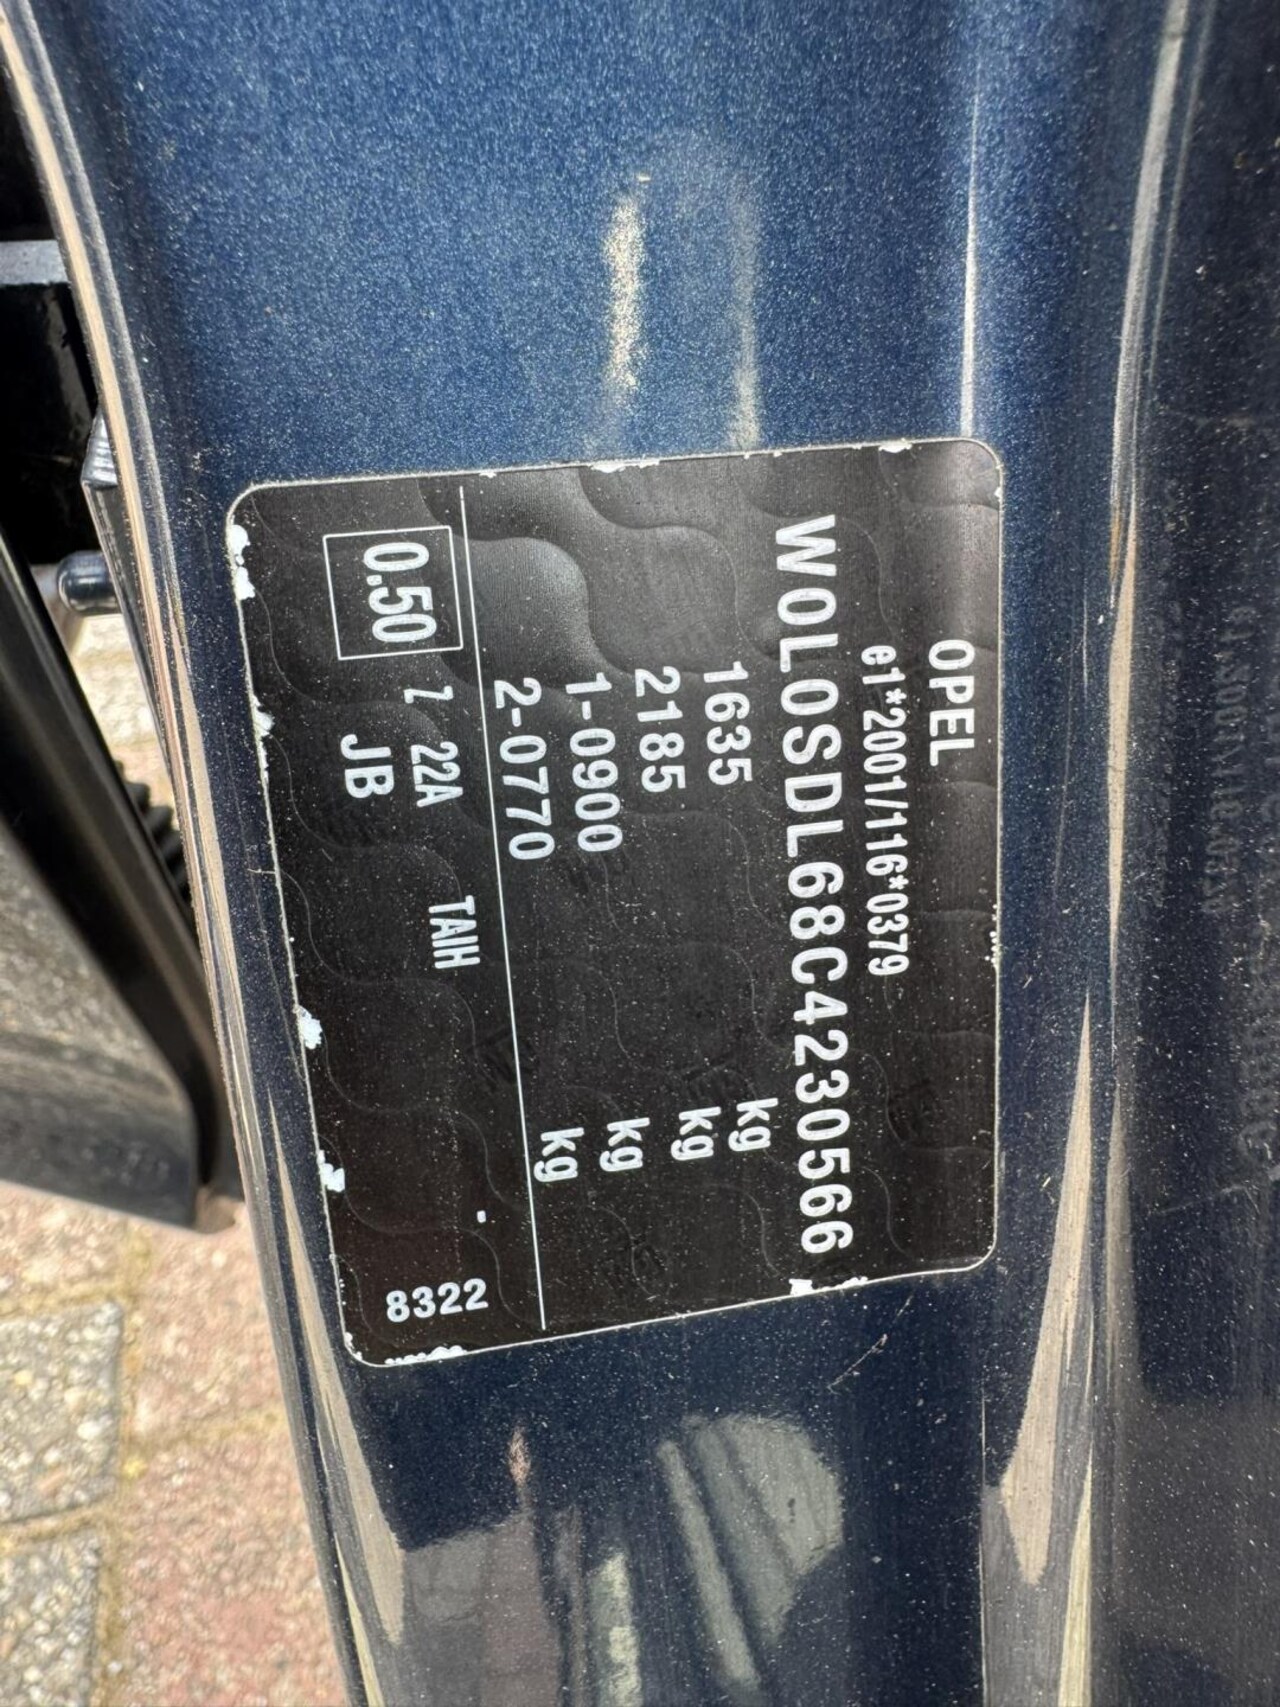 OPEL
e1*2001/116*0379
W0L0SDL68C4230566
1635 kg
2185 kg
1-0900 kg
2-0770 kg
0.50 Z 22A TAIH
JB 8322